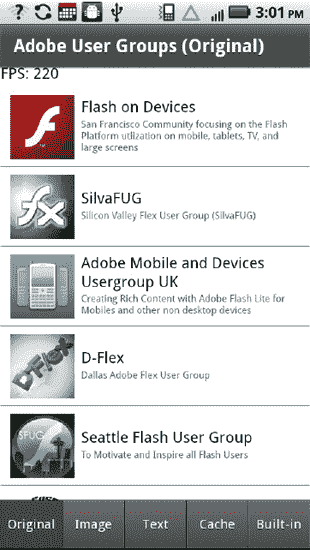 3:01 PM
Adobe User Groups (Original)
FPS: 220
Flash on Devices
San Francisco Community focusing on the Flash
Platform utlization on mobile, tablets, TV, and
large screens
SilvaFUG
Silicon Valley Flex User Group (SilvaFUG)
Adobe Mobile and Devices
Usergroup UK
Creating Rich Content with Adobe Flash Lite for
Mobiles and other non desktop devices
DFlex
D-Flex
Dallas Adobe Flex User Group
SFUG
Seattle Flash User Group
To Motivate and Inspire all Flash Users
Original
Image
Text
Cache
Built-in